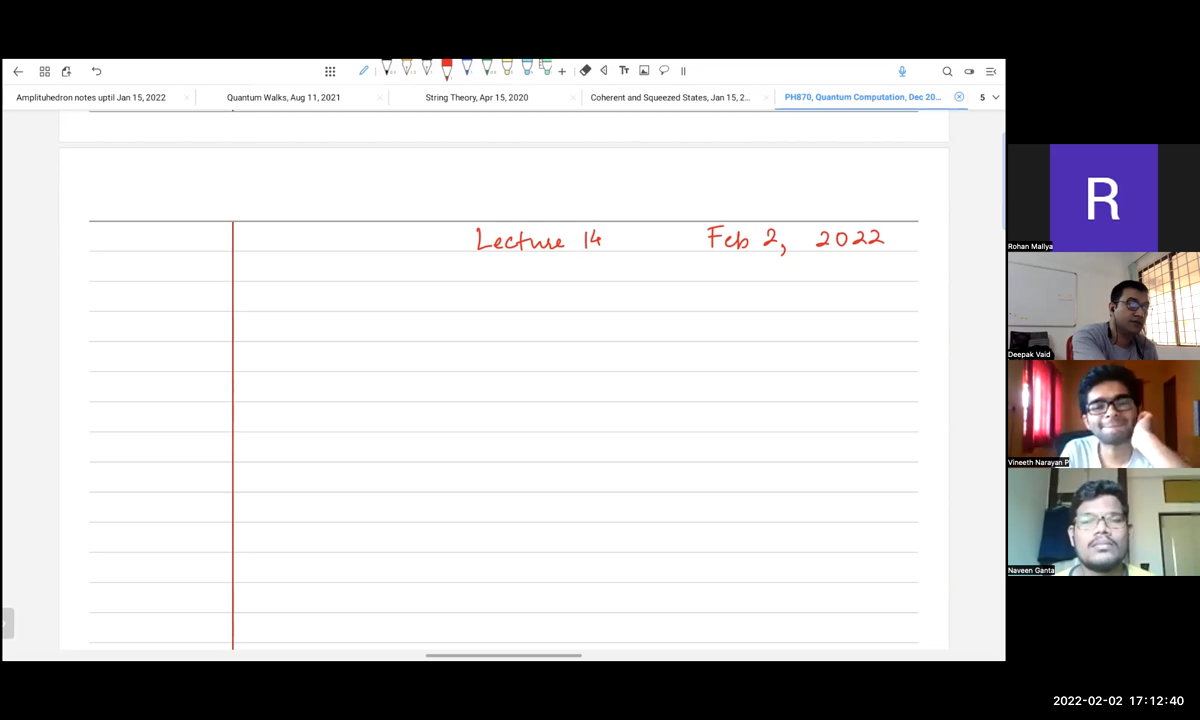 Tт
Amplituhedron notes uptil Jan 15, 2022
Quantum Walks, Aug 11, 2021
String Theory, Apr 15, 2020
Coherent and Squeezed States, Jan 15, 2...
PH870, Quantum Computation, Dec 20...
5
Lecture 14 Feb 2, 2022
R
Rohan Mallya
Deepak Vaid
Vineeth Narayan P
Naveen Ganta
2022-02-02 17:12:40